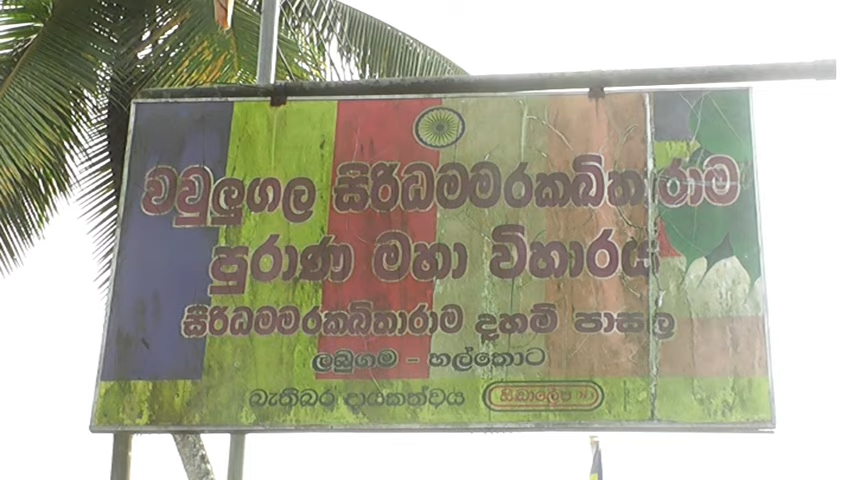 වවුලුගල සිරිධම්මරක්ඛිතාරාම
පුරාණ මහා විහාරය
සිරිධම්මරක්ඛිතාරාම දහම් පාසල
ලබුගම - හල්කොට
බැතිබර දායකත්වය සිඩාලේප